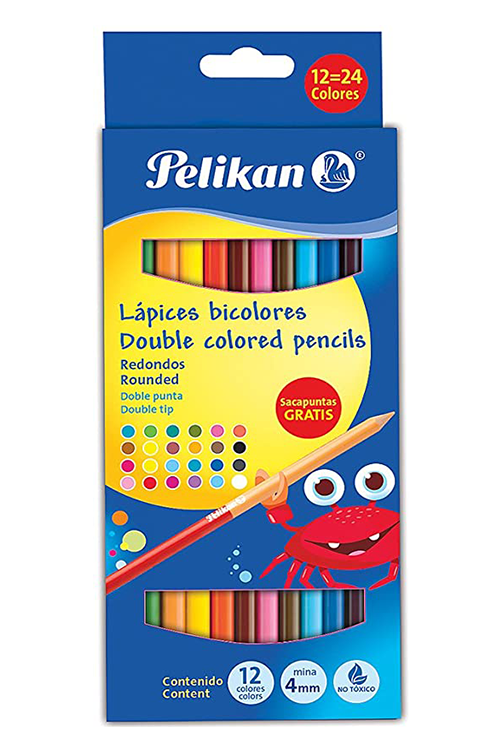 12=24
Colores
Pelikan
Lápices bicolores
Double colored pencils
Redondos
Rounded
Doble punta
Double tip
Sacapuntas
GRATIS
Pelikan
Contenido
Content
12
colores
colors
mina
4mm
NO TÓXICO